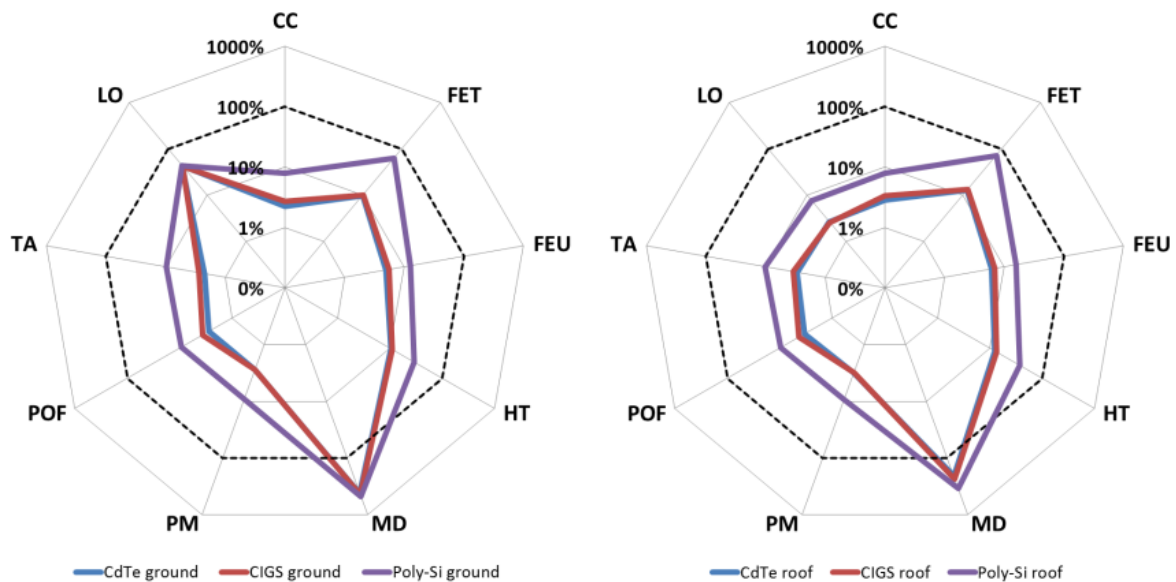 CC
1000%
LO
FET
100%
10%
1%
TA
FEU
0%
POF
HT
PM
MD
CdTe ground
CIGS ground
Poly-Si ground
CC
1000%
LO
FET
100%
10%
1%
TA
FEU
0%
POF
HT
PM
MD
CdTe roof
CIGS roof
Poly-Si roof